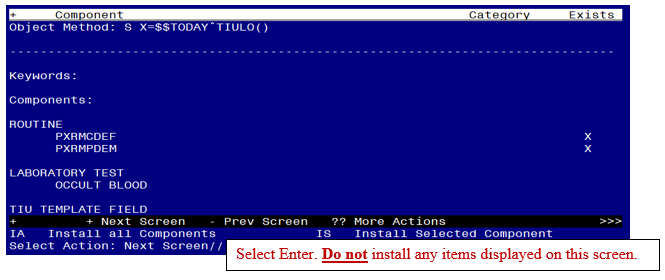 + Component Category Exists
Object Method: S X=$$TODAY^TIULO()
--------------------------------------------------------------------------------
Keywords:
Components:
ROUTINE
PXRMCDEF X
PXRMPDEM X
LABORATORY TEST
OCCULT BLOOD
TIU TEMPLATE FIELD
+ + Next Screen - Prev Screen ?? More Actions >>>
IA Install all Components IS Install Selected Component
Select Action: Next Screen//
Select Enter. Do not install any items displayed on this screen.